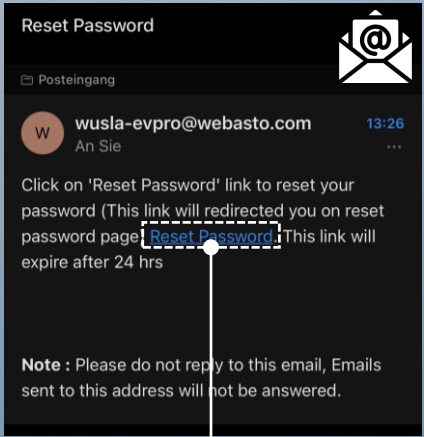 Reset Password
@
Posteingang
W
wusla-evpro@webasto.com
13:26
An Sie
Click on 'Reset Password' link to reset your
password (This link will redirected you on reset
password page) Reset Password. This link will
expire after 24 hrs
Note : Please do not reply to this email, Emails
sent to this address will not be answered.